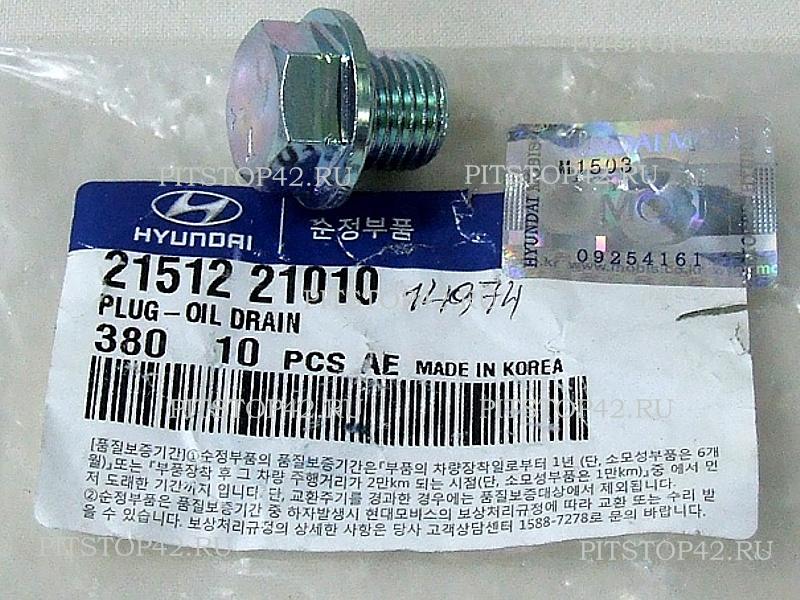 PITSTOP42.RU PITSTOP42.RU
DAI M
M1503
PITSTOP42.RU PITSTOP42.RU
MOBI
HYUNDAI MOBIS
09254161
www.mobis.co.kr
HYUNDAI
순정부품
21512 21010 14974
PLUG-OIL DRAIN
380 10 PCS AE MADE IN KOREA
PITSTOP42.RU PITSTOP42.RU
[품질보증기간]①순정부품의 품질보증기간은『부품의 차량장착일로부터 1년 (단, 소모성부품은 6개
월)』또는 『부품장착 후 그 차량 주행거리가 2만km 되는 시점(단, 소모성부품은 1만km)』중 에서 먼
저 도래한 기간까지 입니다. 단, 교환주기를 경과한 경우에는 품질보증대상에서 제외됩니다.
②순정부품은 품질보증기간 중 하자발생시 현대모비스의 보상처리규정에 따라 교환 또는 수리 받
을 수 있습니다. 보상처리규정의 상세한 사항은 당사 고객상담센터 1588-7278로 문의 바랍니다.
PITSTOP42.RU PITSTOP42.RU